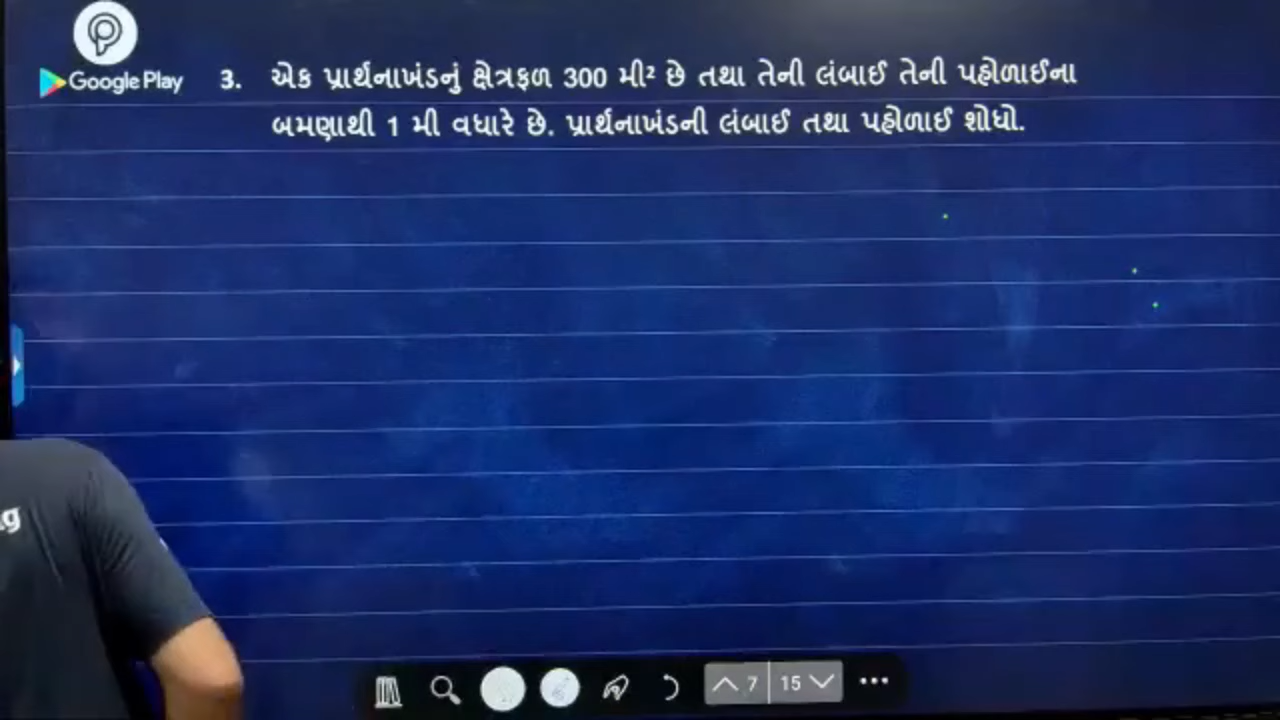 Google Play
3. એક પ્રાર્થનાખંડનું ક્ષેત્રફળ 300 મી² છે તથા તેની લંબાઈ તેની પહોળાઈના
બમણાથી 1 મી વધારે છે. પ્રાર્થનાખંડની લંબાઈ તથા પહોળાઈ શોધો.
7 15